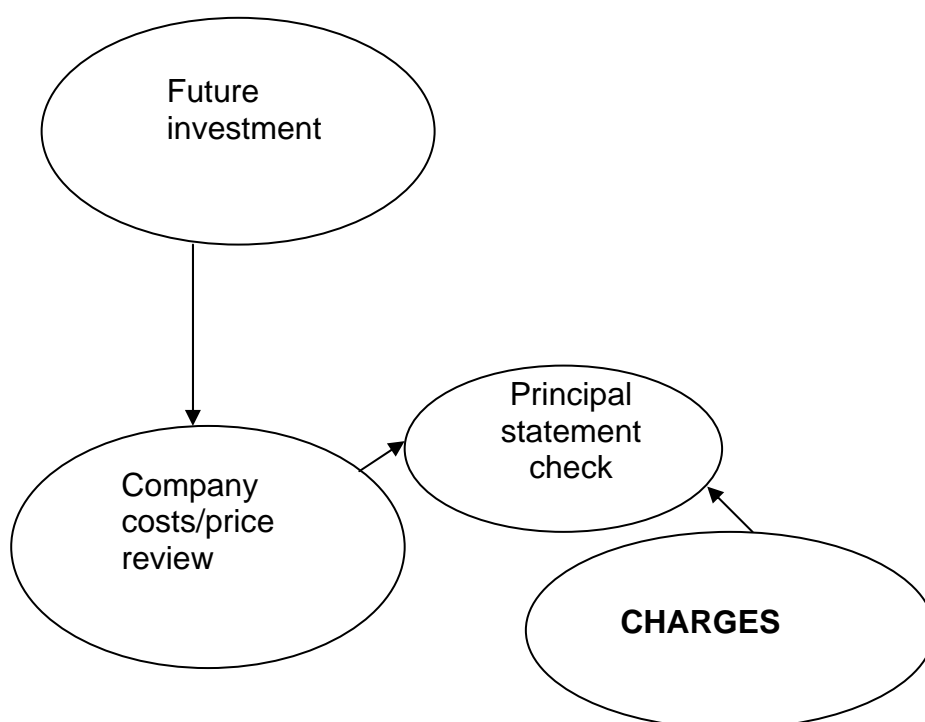 Future
investment
Principal
statement
check
Company
costs/price
review
CHARGES